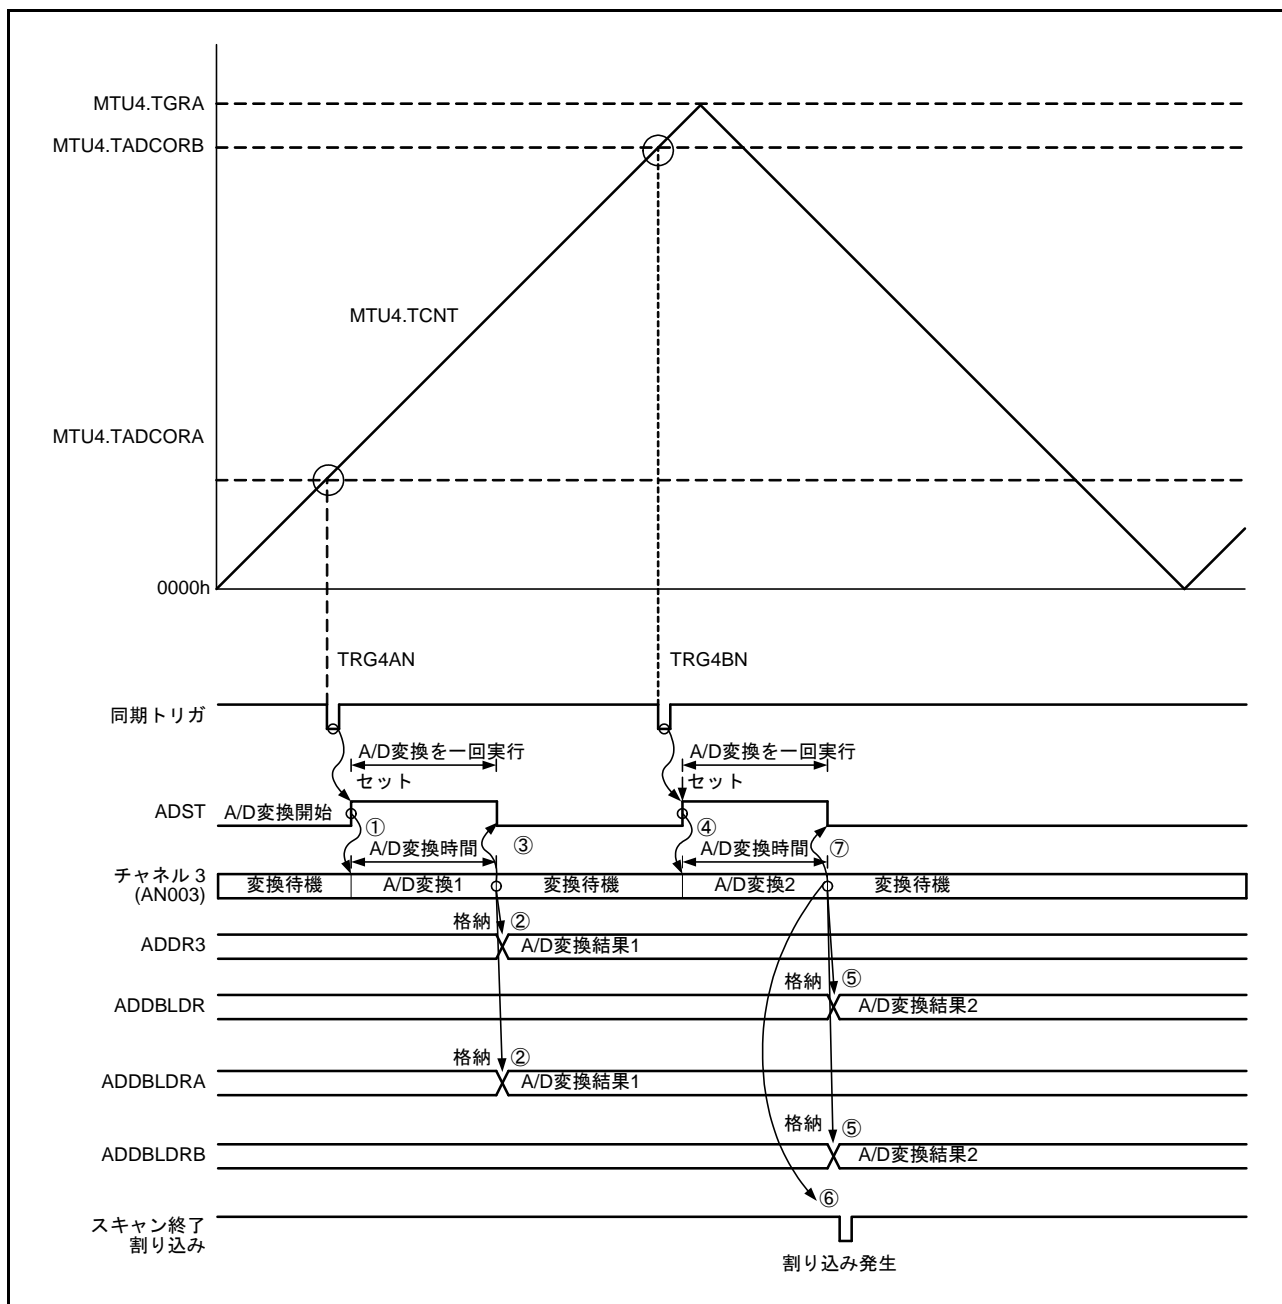 MTU4.TGRA
MTU4.TADCORB
MTU4.TCNT
MTU4.TADCORA
0000h
TRG4AN
TRG4BN
同期トリガ
A/D変換を一回実行
A/D変換を一回実行
セット
セット
ADST
A/D変換開始
①
③
④
⑦
A/D変換時間
A/D変換時間
チャネル3
(AN003)
変換待機
A/D変換1
変換待機
A/D変換2
変換待機
格納
②
ADDR3
A/D変換結果1
格納
⑤
ADDBLDR
A/D変換結果2
格納
②
ADDBLDRA
A/D変換結果1
格納
⑤
ADDBLDRB
A/D変換結果2
⑥
スキャン終了
割り込み
割り込み発生